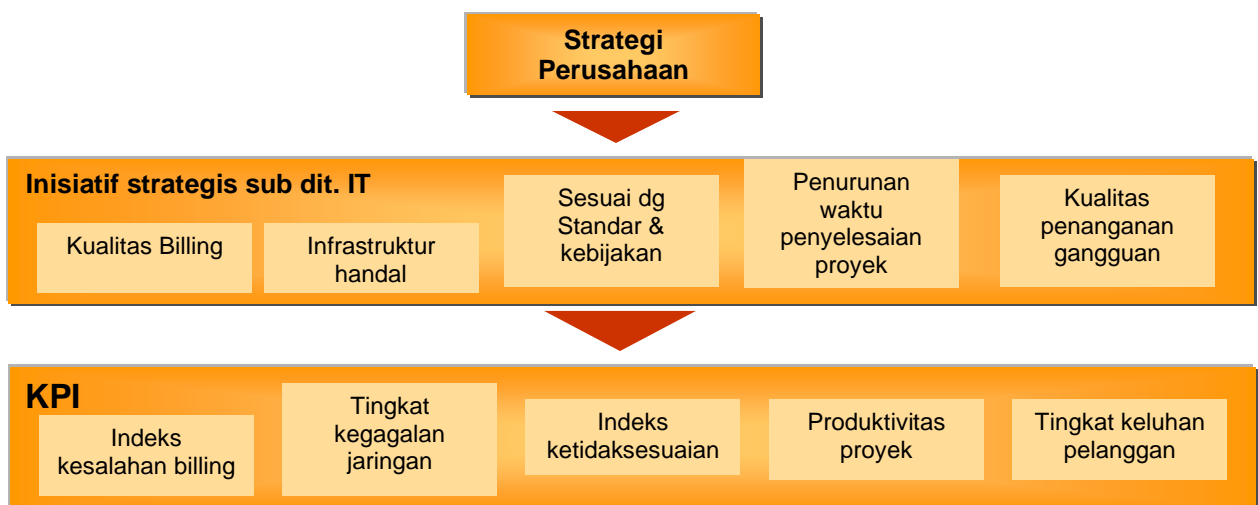 Strategi
Perusahaan
Inisiatif strategis sub dit. IT
Kualitas Billing
Infrastruktur
handal
Sesuai dg
Standar &
kebijakan
Penurunan
waktu
penyelesaian
proyek
Kualitas
penanganan
gangguan
KPI
Indeks
kesalahan billing
Tingkat
kegagalan
jaringan
Indeks
ketidaksesuaian
Produktivitas
proyek
Tingkat keluhan
pelanggan